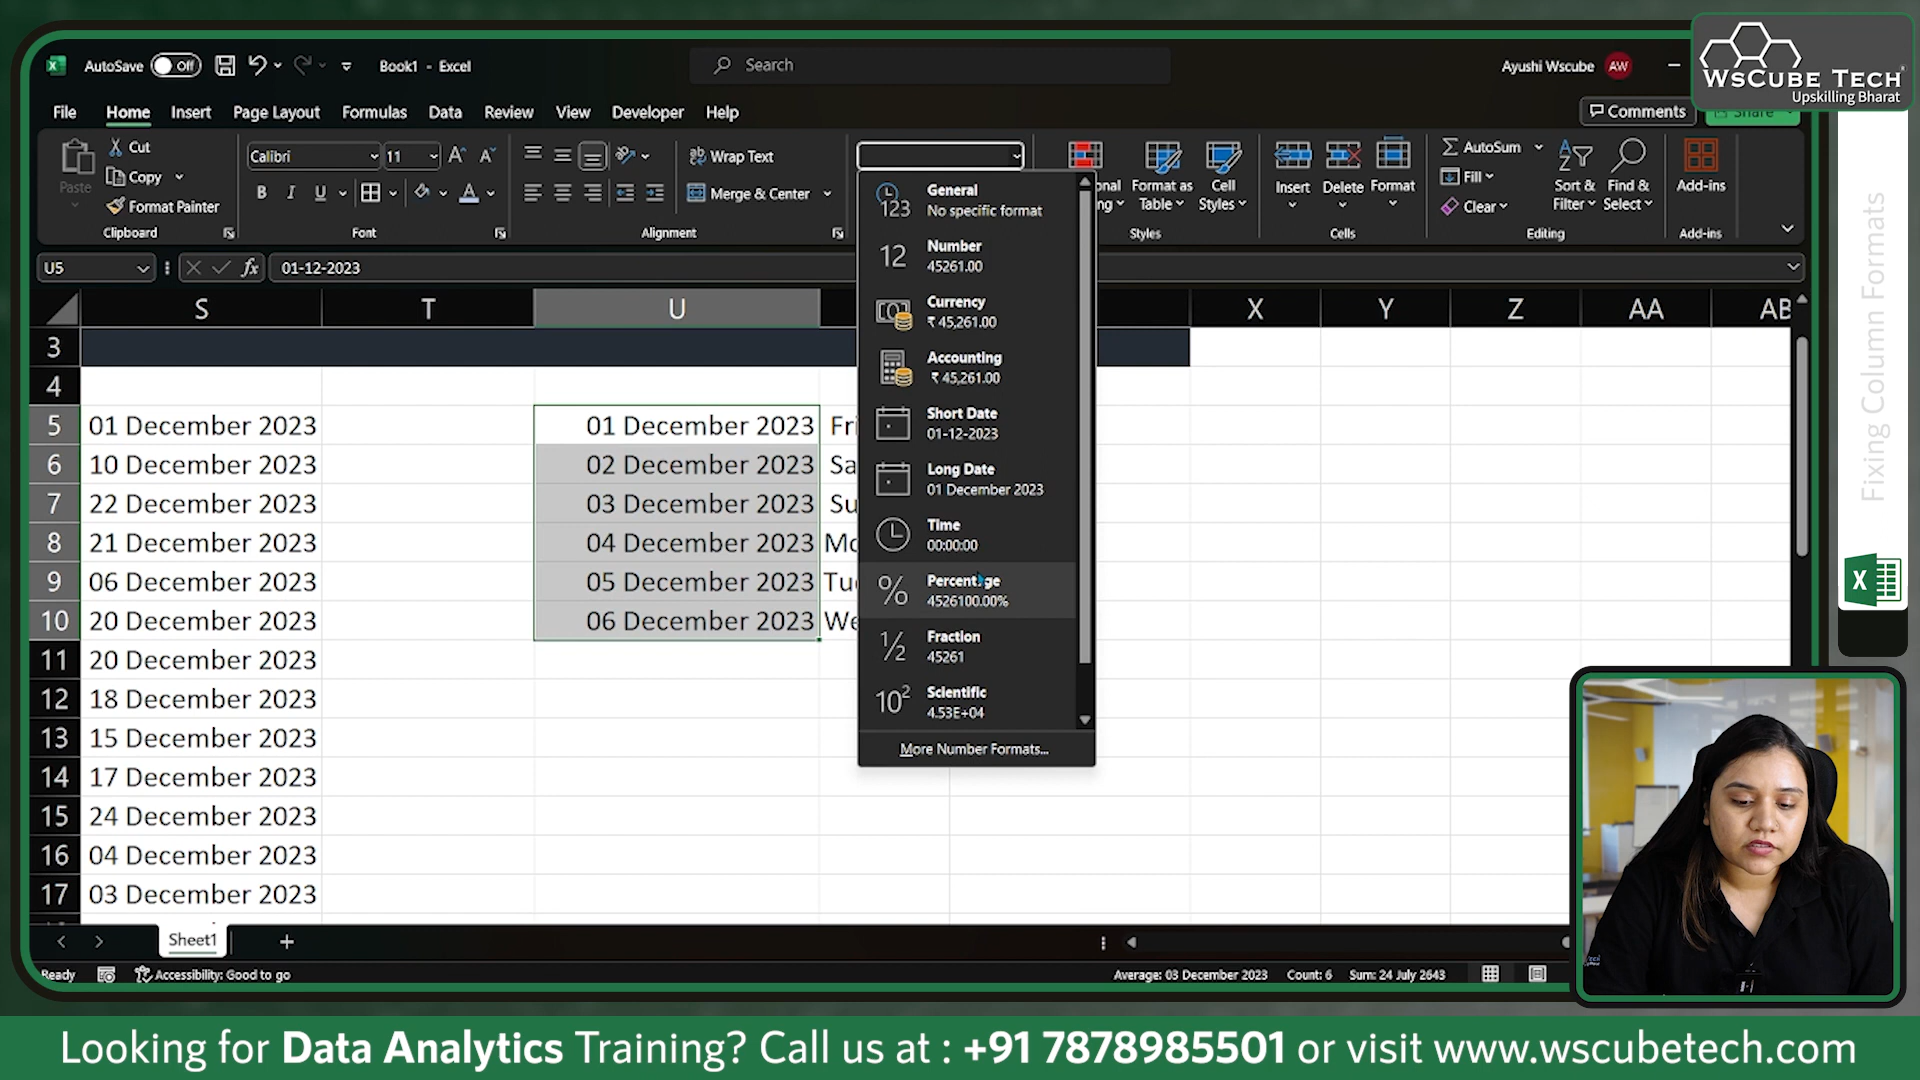 AutoSave Off Book1 - Excel Search Ayushi Wscube AW
WsCube Tech
Upskilling Bharat
File Home Insert Page Layout Formulas Data Review View Developer Help Comments Share
Paste
Cut
Copy
Format Painter
Clipboard
Calibri 11
B I U
Font
Wrap Text
Merge & Center
Alignment
Format as Table
Cell Styles
Styles
Insert Delete Format
Cells
AutoSum
Fill
Clear
Sort & Filter
Find & Select
Editing
Add-ins
Add-ins
U5 fx 01-12-2023
General
No specific format
Number
45261.00
Currency
₹ 45,261.00
Accounting
₹ 45,261.00
Short Date
01-12-2023
Long Date
01 December 2023
Time
00:00:00
Percentage
4526100.00%
Fraction
45261
Scientific
4.53E+04
More Number Formats...
S T U X Y Z AA AB
3
4
5 01 December 2023 01 December 2023 Fri
6 10 December 2023 02 December 2023 Sa
7 22 December 2023 03 December 2023 Su
8 21 December 2023 04 December 2023 Mo
9 06 December 2023 05 December 2023 Tue
10 20 December 2023 06 December 2023 We
11 20 December 2023
12 18 December 2023
13 15 December 2023
14 17 December 2023
15 24 December 2023
16 04 December 2023
17 03 December 2023
Sheet1
Ready Accessibility: Good to go Average: 03 December 2023 Count: 6 Sum: 24 July 2643
Fixing Column Formats
Looking for Data Analytics Training? Call us at : +91 7878985501 or visit www.wscubetech.com